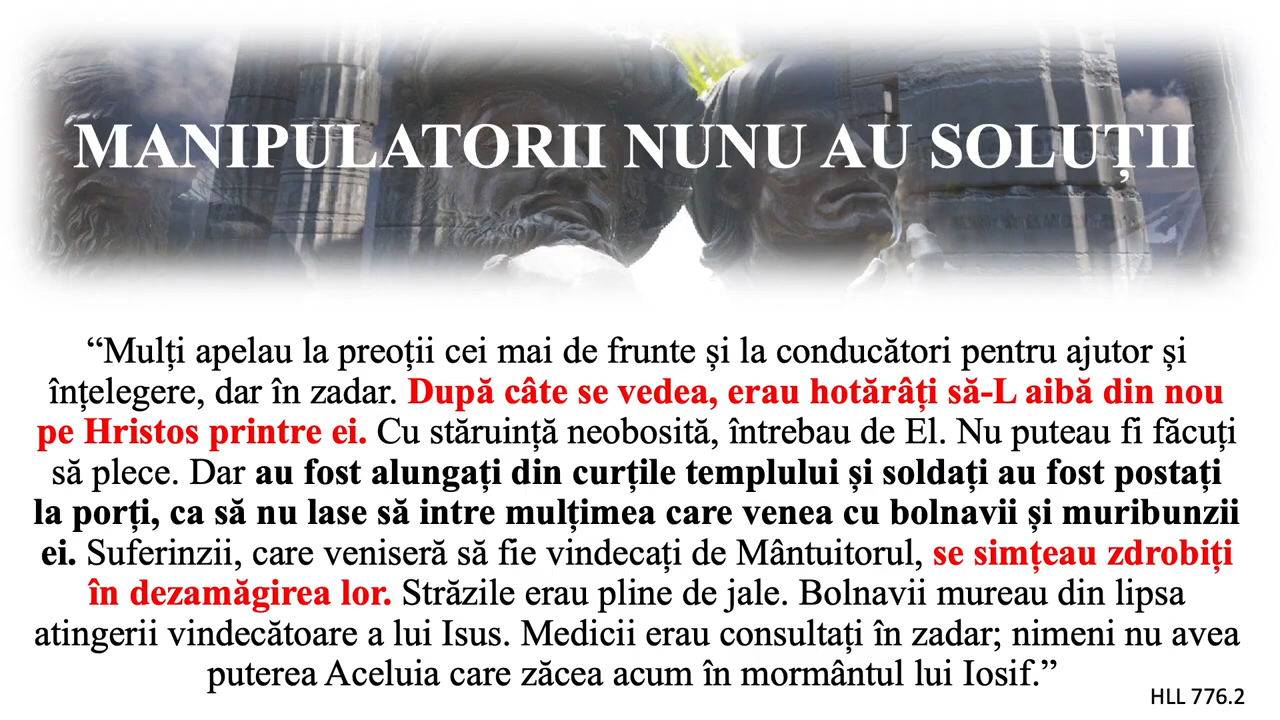 MANIPULATORII NUNU AU SOLUȚII
“Mulți apelau la preoții cei mai de frunte și la conducători pentru ajutor și
înțelegere, dar în zadar. După câte se vedea, erau hotărâți să-L aibă din nou
pe Hristos printre ei. Cu stăruință neobosită, întrebau de El. Nu puteau fi făcuți
să plece. Dar au fost alungați din curțile templului și soldați au fost postați
la porți, ca să nu lase să intre mulțimea care venea cu bolnavii și muribunzii
ei. Suferinzii, care veniseră să fie vindecați de Mântuitorul, se simțeau zdrobiți
în dezamăgirea lor. Străzile erau pline de jale. Bolnavii mureau din lipsa
atingerii vindecătoare a lui Isus. Medicii erau consultați în zadar; nimeni nu avea
puterea Aceluia care zăcea acum în mormântul lui Iosif.”
HLL 776.2